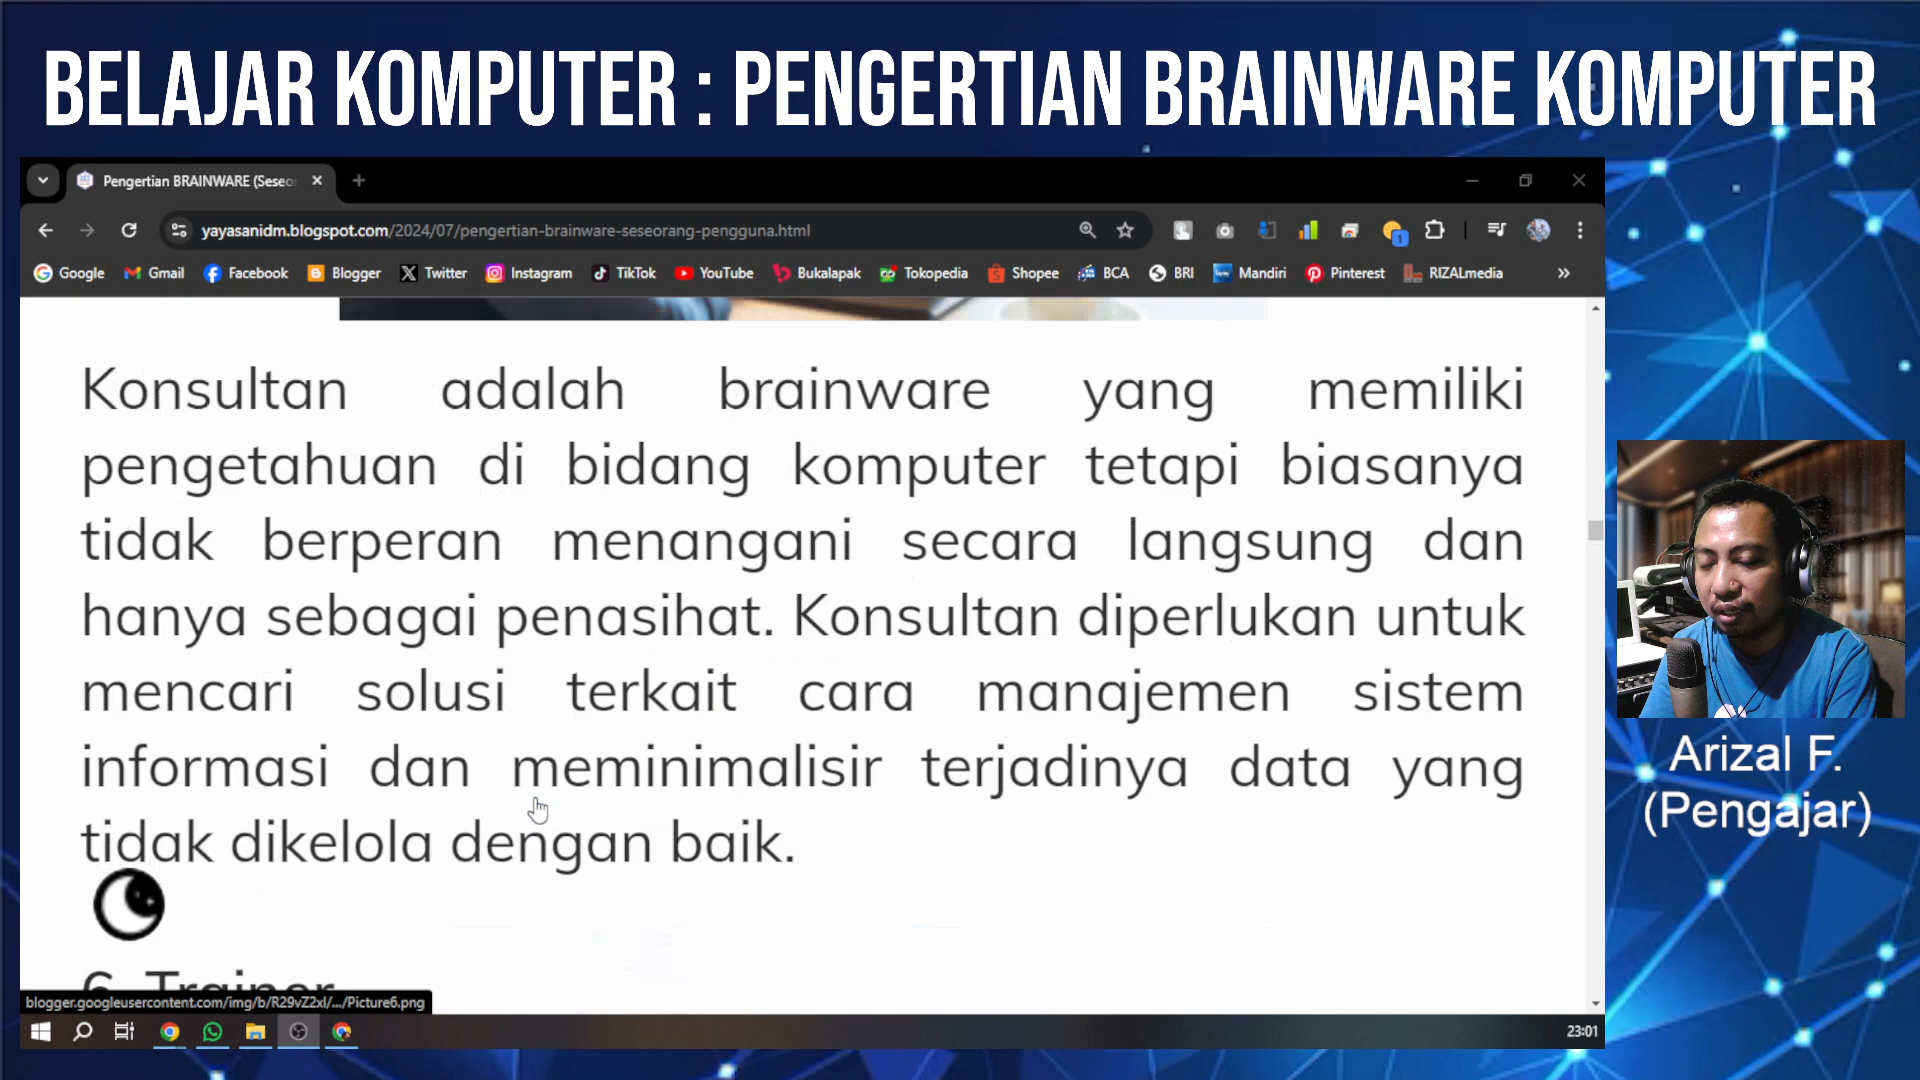 BELAJAR KOMPUTER : PENGERTIAN BRAINWARE KOMPUTER
Pengertian BRAINWARE (Seseo
yayasanidm.blogspot.com/2024/07/pengertian-brainware-seseorang-pengguna.html
Google Gmail Facebook Blogger Twitter Instagram TikTok YouTube Bukalapak Tokopedia Shopee BCA BRI Mandiri Pinterest RIZALmedia
Konsultan adalah brainware yang memiliki
pengetahuan di bidang komputer tetapi biasanya
tidak berperan menangani secara langsung dan
hanya sebagai penasihat. Konsultan diperlukan untuk
mencari solusi terkait cara manajemen sistem
informasi dan meminimalisir terjadinya data yang
tidak dikelola dengan baik.
6. Trainer
blogger.googleusercontent.com/img/b/R29vZ2xl/.../Picture6.png
23:01
Arizal F.
(Pengajar)